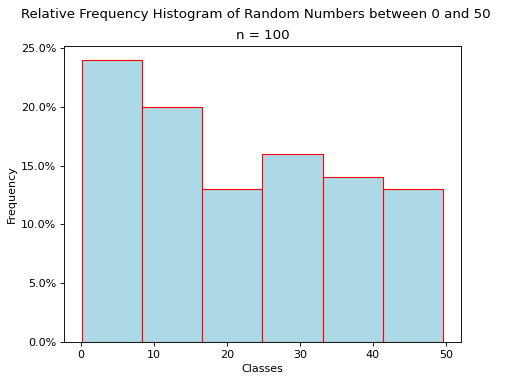 Relative Frequency Histogram of Random Numbers between 0 and 50
n = 100
25.0%
20.0%
15.0%
10.0%
5.0%
0.0%
Frequency
0 10 20 30 40 50
Classes